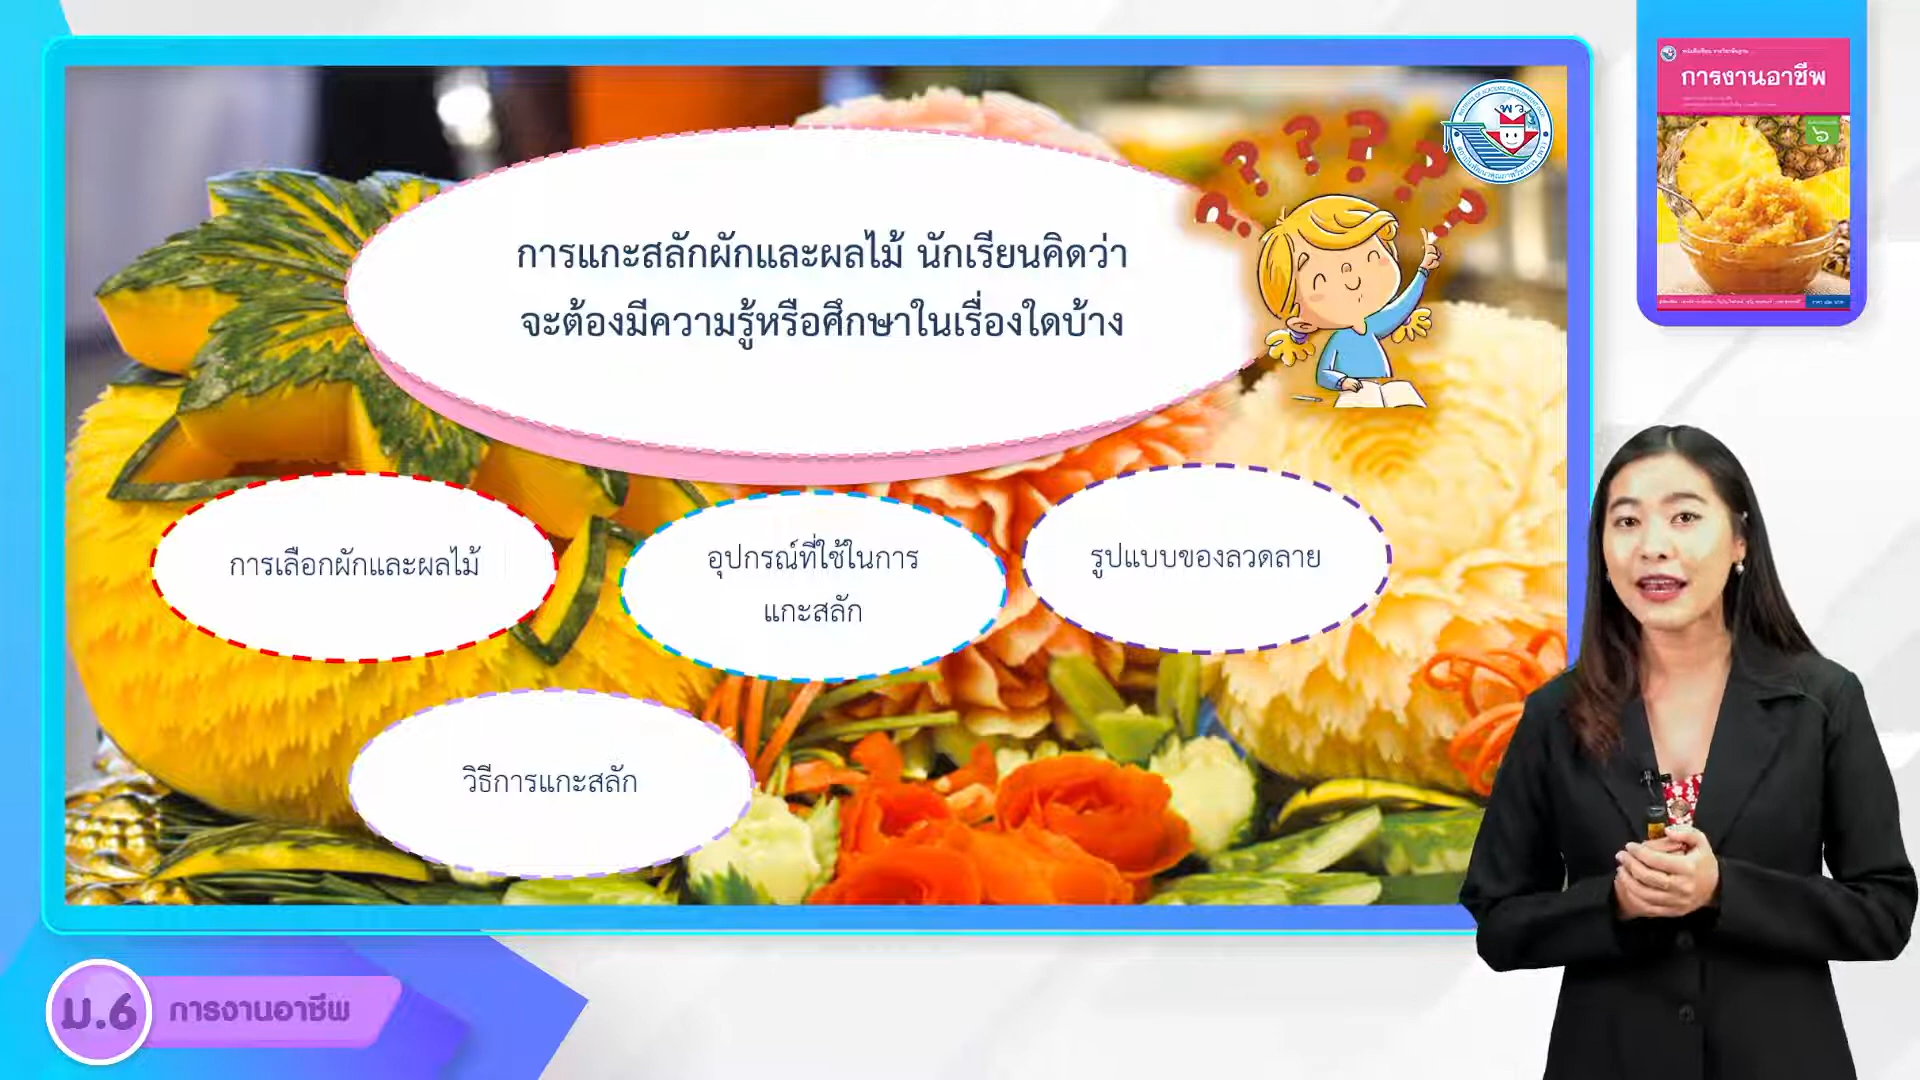 การแกะสลักผักและผลไม้ นักเรียนคิดว่า
จะต้องมีความรู้หรือศึกษาในเรื่องใดบ้าง
การเลือกผักและผลไม้
อุปกรณ์ที่ใช้ในการ
แกะสลัก
รูปแบบของลวดลาย
วิธีการแกะสลัก
พว
การงานอาชีพ
๖
ม.6 การงานอาชีพ